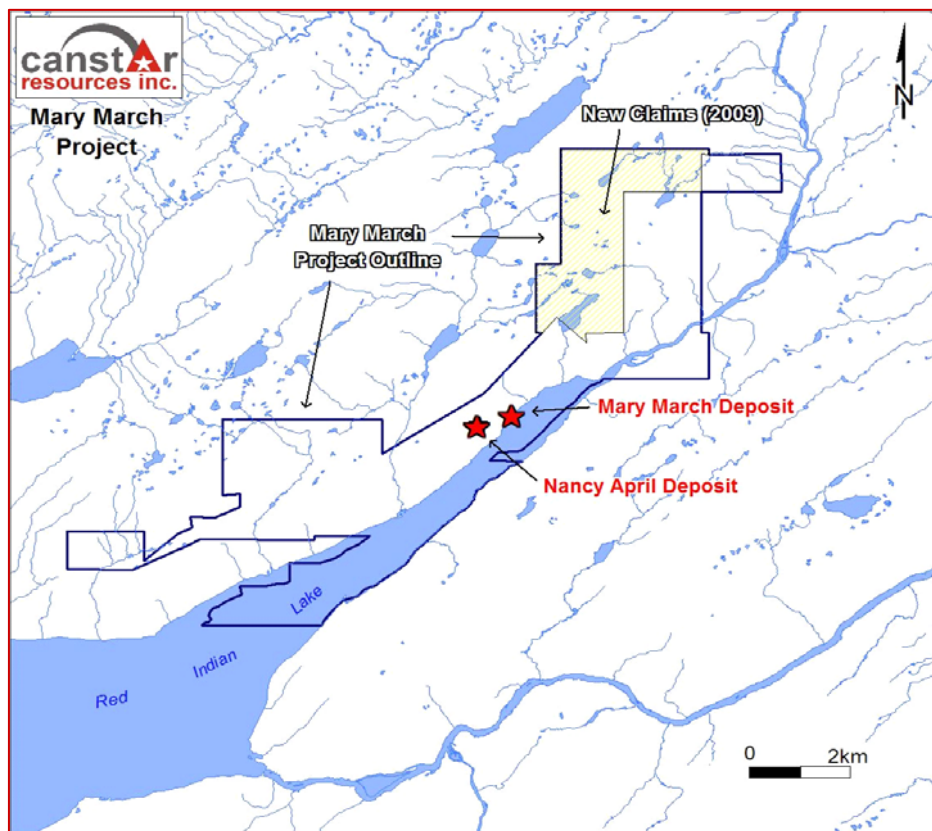 canstar
resources inc.
Mary March
Project
N
New Claims (2009)
Mary March
Project Outline
Mary March Deposit
Nancy April Deposit
Lake
Indian
Red
0 2km